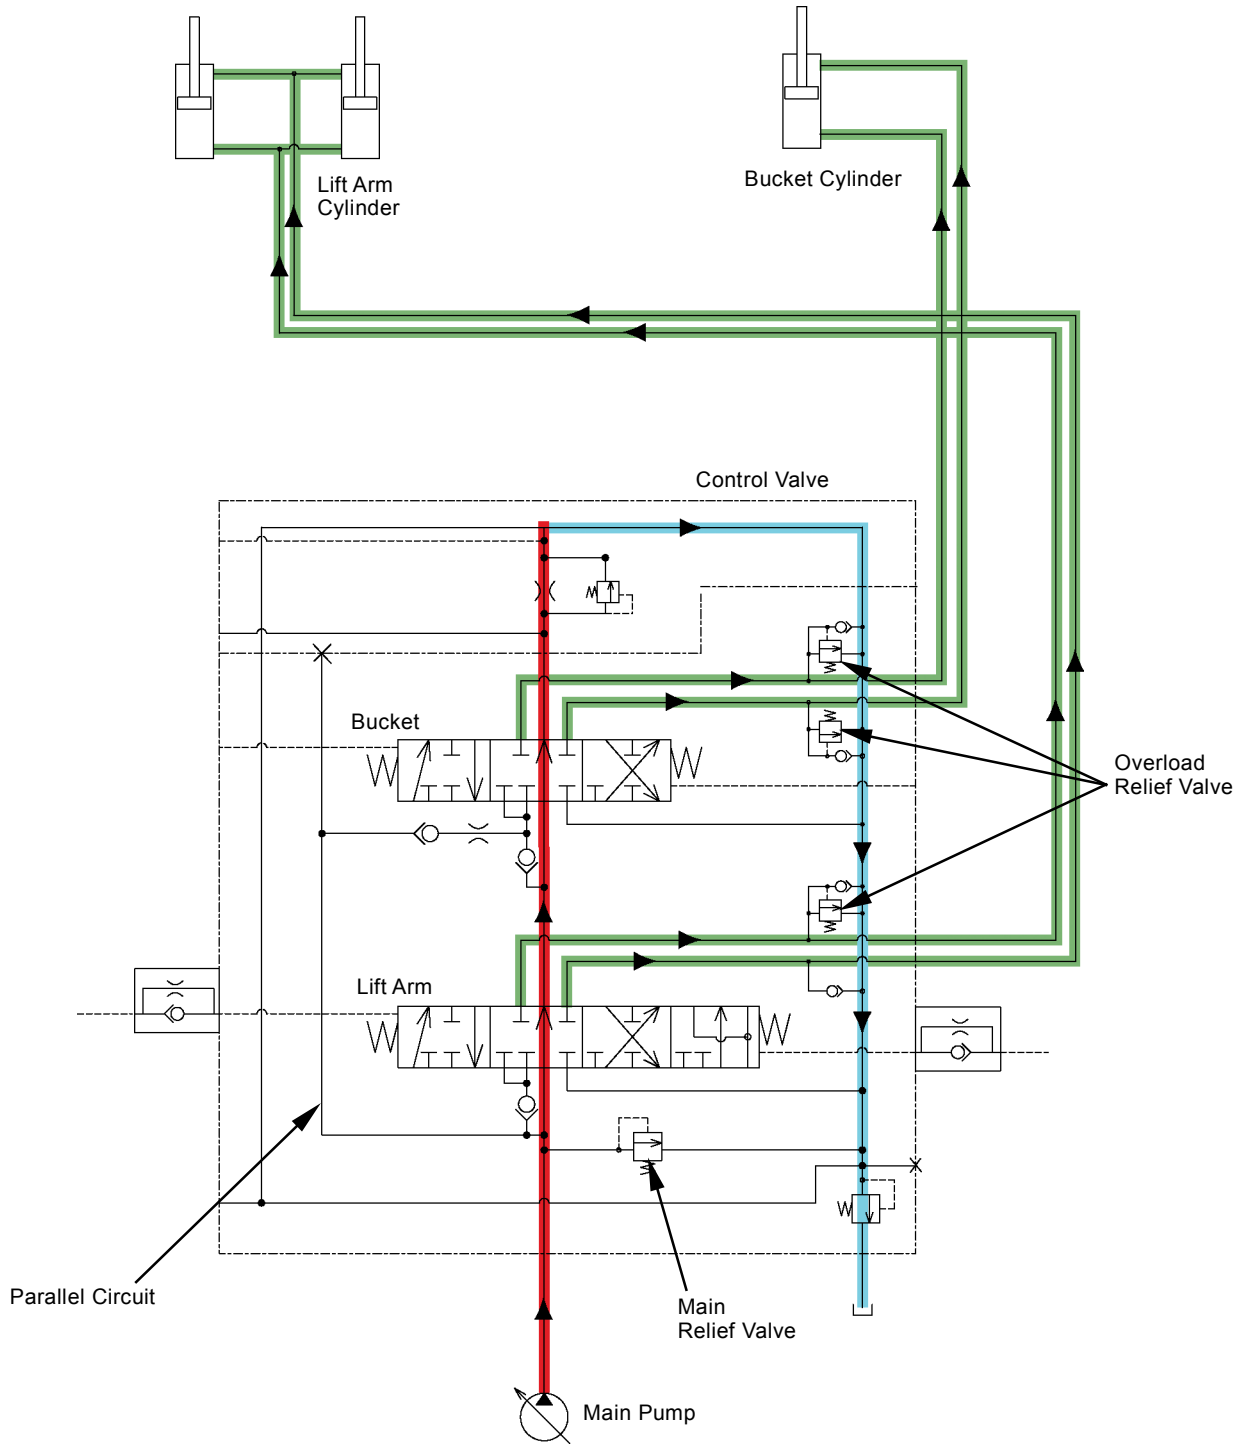 Lift Arm
Cylinder
Bucket Cylinder
Control Valve
Bucket
Overload
Relief Valve
Lift Arm
Parallel Circuit
Main
Relief Valve
Main Pump